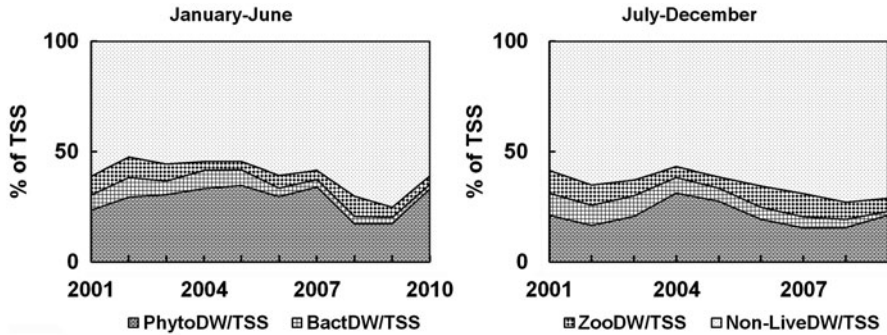 January-June
100
50
0
% of TSS
2001
2004
2007
2010
July-December
100
50
0
% of TSS
2001
2004
2007
PhytoDW/TSS
BactDW/TSS
ZooDW/TSS
Non-LiveDW/TSS